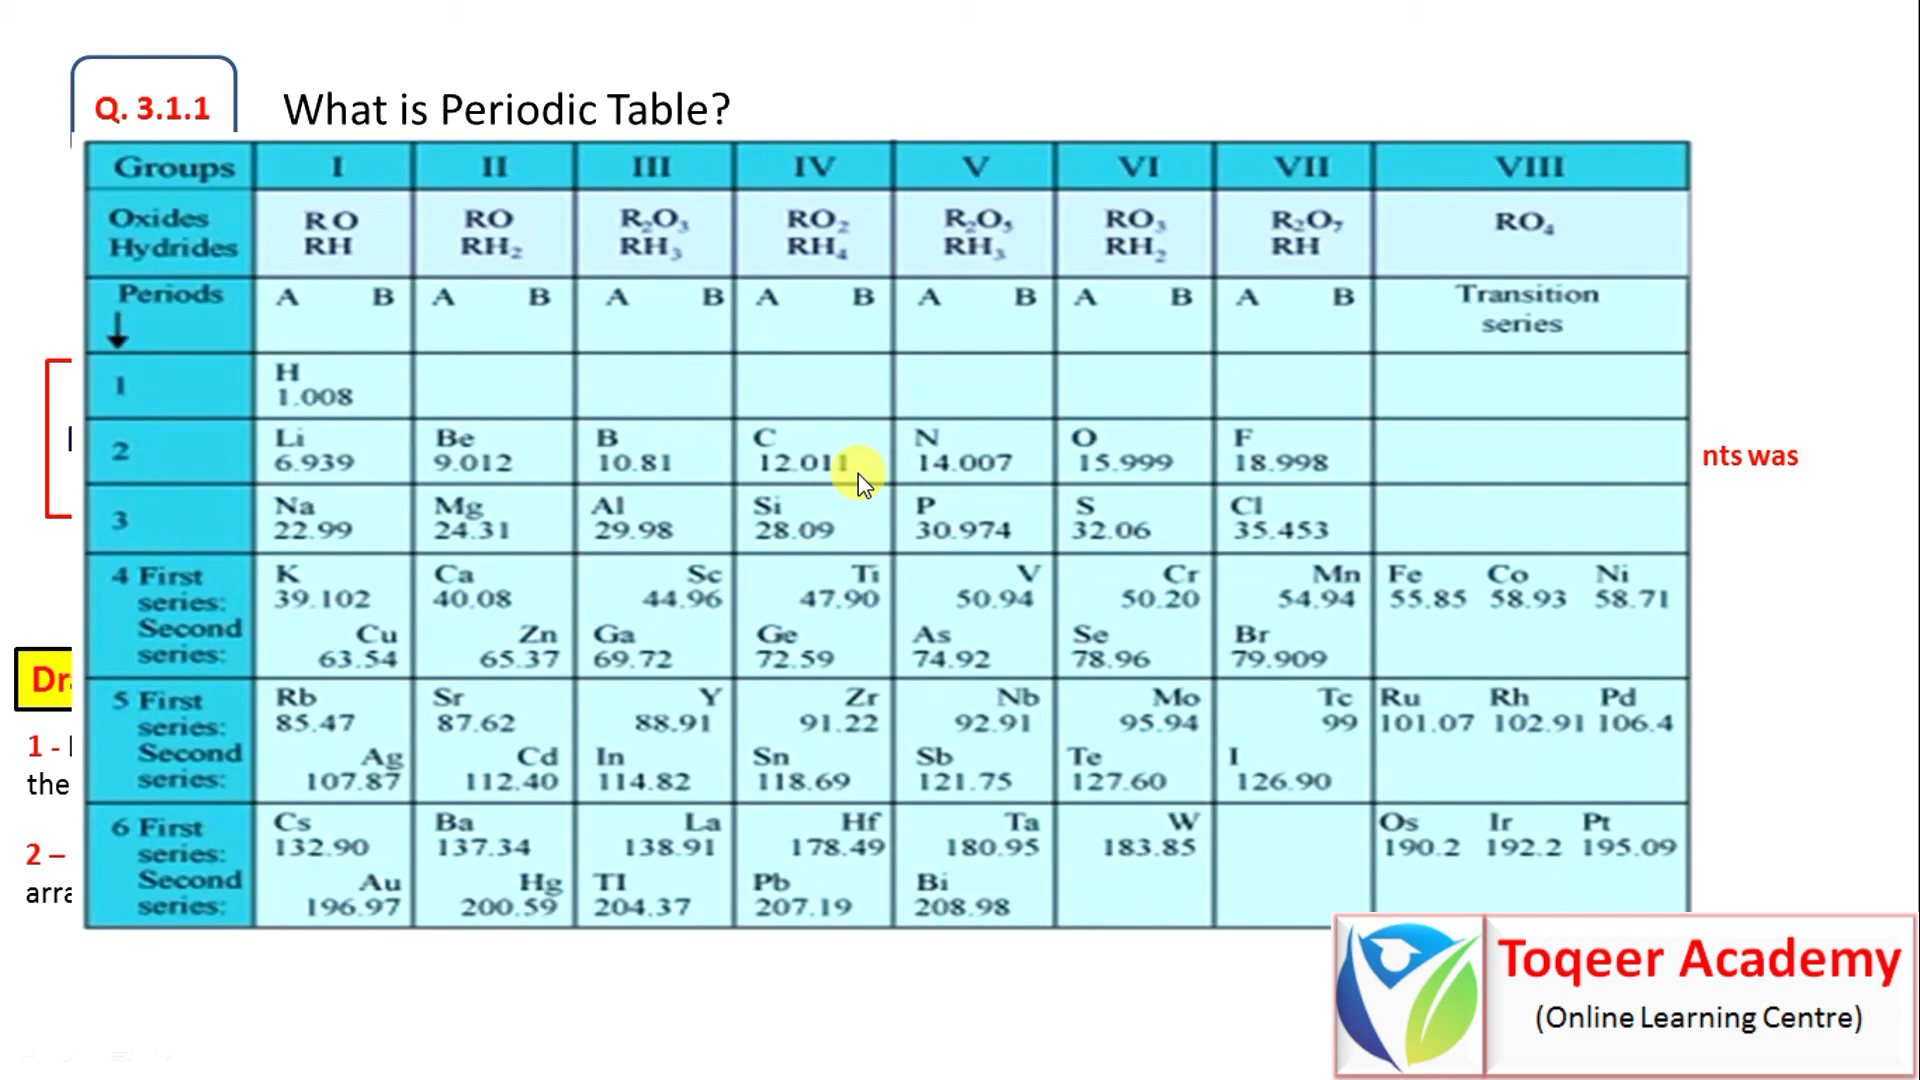 Q. 3.1.1 What is Periodic Table?
Groups I II III IV V VI VII VIII
Oxides RO RO R₂O₃ RO₂ R₂O₅ RO₃ R₂O₇ RO₄
Hydrides RH RH₂ RH₃ RH₄ RH₃ RH₂ RH
Periods A B A B A B A B A B A B A B Transition
series
1 H
1.008
2 Li Be B C N O F
6.939 9.012 10.81 12.011 14.007 15.999 18.998
nts was
3 Na Mg Al Si P S Cl
22.99 24.31 29.98 28.09 30.974 32.06 35.453
4 First K Ca Sc Ti V Cr Mn Fe Co Ni
series: 39.102 40.08 44.96 47.90 50.94 50.20 54.94 55.85 58.93 58.71
Second Cu Zn Ga Ge As Se Br
series: 63.54 65.37 69.72 72.59 74.92 78.96 79.909
5 First Rb Sr Y Zr Nb Mo Tc Ru Rh Pd
series: 85.47 87.62 88.91 91.22 92.91 95.94 99 101.07 102.91 106.4
Second Ag Cd In Sn Sb Te I
series: 107.87 112.40 114.82 118.69 121.75 127.60 126.90
1 -
the
6 First Cs Ba La Hf Ta W Os Ir Pt
series: 132.90 137.34 138.91 178.49 180.95 183.85 190.2 192.2 195.09
Second Au Hg Tl Pb Bi
series: 196.97 200.59 204.37 207.19 208.98
2 –
arra
Toqeer Academy
(Online Learning Centre)